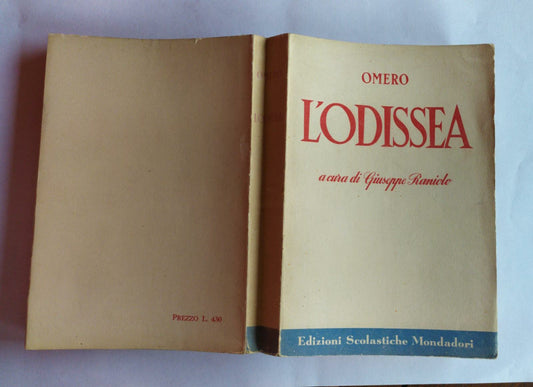 OMERO
L'ODISSEA
a cura di Giuseppe Raniolo
Edizioni Scolastiche Mondadori
PREZZO L. 430